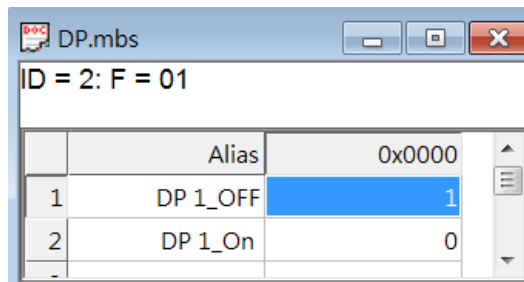 DP.mbs
ID = 2: F = 01
Alias 0x0000
1 DP 1_OFF 1
2 DP 1_On 0